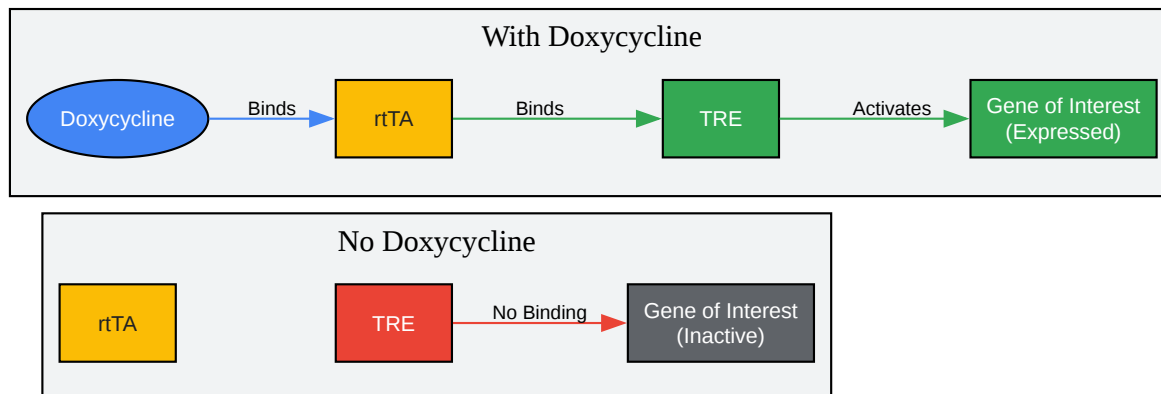 With Doxycycline
Doxycycline
Binds
rtTA
Binds
TRE
Activates
Gene of Interest
(Expressed)
No Doxycycline
rtTA
TRE
No Binding
Gene of Interest
(Inactive)